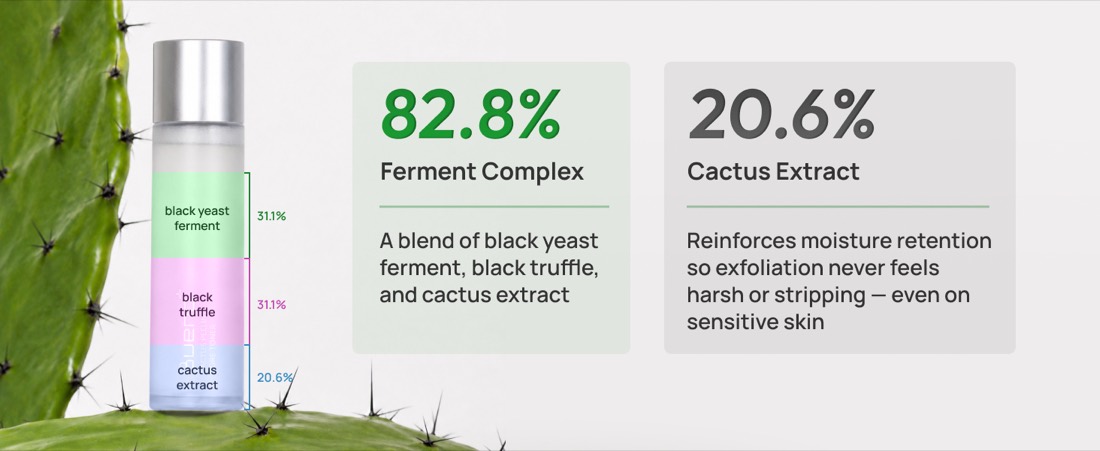 black yeast
ferment
31.1%
black
truffle
31.1%
cactus
extract
20.6%
82.8%
Ferment Complex
A blend of black yeast
ferment, black truffle,
and cactus extract
20.6%
Cactus Extract
Reinforces moisture retention
so exfoliation never feels
harsh or stripping — even on
sensitive skin